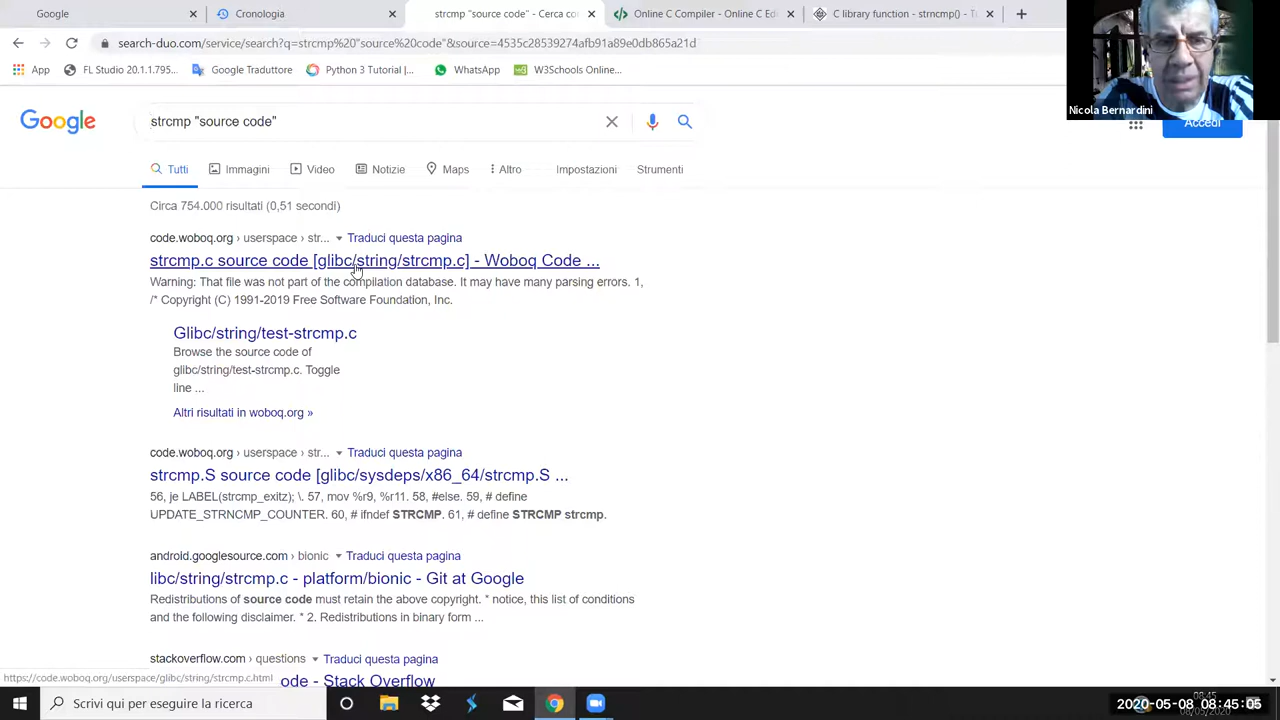 Google
Cronologia
strcmp "source code" - Cerca co
Online C Compiler - Online C Ed
C library function - strncmp() - T
search-duo.com/service/search?q=strcmp%20"source%20code"&source=4535c28539274afb91a89e0db865a21d
App
FL Studio 20.1.1.795...
Google Traduttore
Python 3 Tutorial |...
WhatsApp
W3Schools Online...
Nicola Bernardini
Google
strcmp "source code"
Accedi
Tutti
Immagini
Video
Notizie
Maps
Altro
Impostazioni
Strumenti
Circa 754.000 risultati (0,51 secondi)
code.woboq.org › userspace › str... Traduci questa pagina
strcmp.c source code [glibc/string/strcmp.c] - Woboq Code ...
Warning: That file was not part of the compilation database. It may have many parsing errors. 1,
/* Copyright (C) 1991-2019 Free Software Foundation, Inc.
Glibc/string/test-strcmp.c
Browse the source code of
glibc/string/test-strcmp.c. Toggle
line ...
Altri risultati in woboq.org »
code.woboq.org › userspace › str... Traduci questa pagina
strcmp.S source code [glibc/sysdeps/x86_64/strcmp.S ...
56, je LABEL(strcmp_exitz); \. 57, mov %r9, %r11. 58, #else. 59, # define
UPDATE_STRNCMP_COUNTER. 60, # ifndef STRCMP. 61, # define STRCMP strcmp.
android.googlesource.com › bionic Traduci questa pagina
libc/string/strcmp.c - platform/bionic - Git at Google
Redistributions of source code must retain the above copyright. * notice, this list of conditions
and the following disclaimer. * 2. Redistributions in binary form ...
stackoverflow.com › questions Traduci questa pagina
ode - Stack Overflow
https://code.woboq.org/userspace/glibc/string/strcmp.c.html
Scrivi qui per eseguire la ricerca
08:45
2020-05-08 08:45:05
08/05/2020